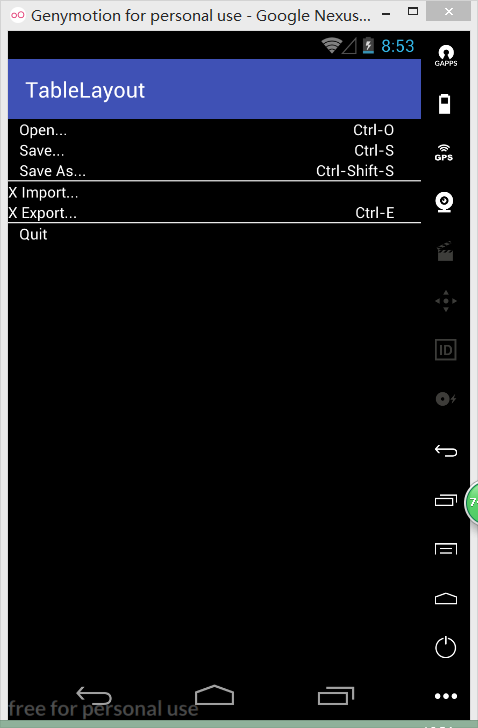 Genymotion for personal use - Google Nexus...
8:53
GAPPS
TableLayout
Open... Ctrl-O
Save... Ctrl-S
Save As... Ctrl-Shift-S
X Import...
X Export... Ctrl-E
Quit
GPS
ID
free for personal use